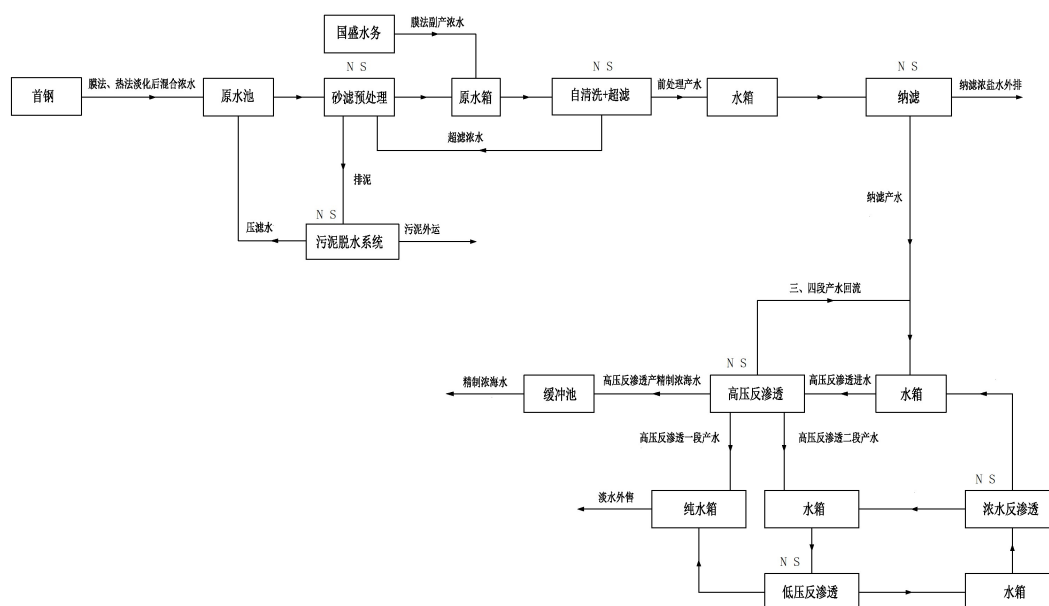 国盛水务
膜法副产浓水
N S
N S
N S
首钢
膜法、热法淡化后混合浓水
原水池
砂滤预处理
原水箱
自清洗+超滤
前处理产水
水箱
纳滤
纳滤浓盐水外排
超滤浓水
排泥
纳滤产水
N S
压滤水
污泥脱水系统
污泥外运
三、四段产水回流
N S
精制浓海水
缓冲池
高压反渗透产精制浓海水
高压反渗透
高压反渗透进水
水箱
高压反渗透一段产水
高压反渗透二段产水
N S
淡水外售
纯水箱
水箱
浓水反渗透
N S
低压反渗透
水箱